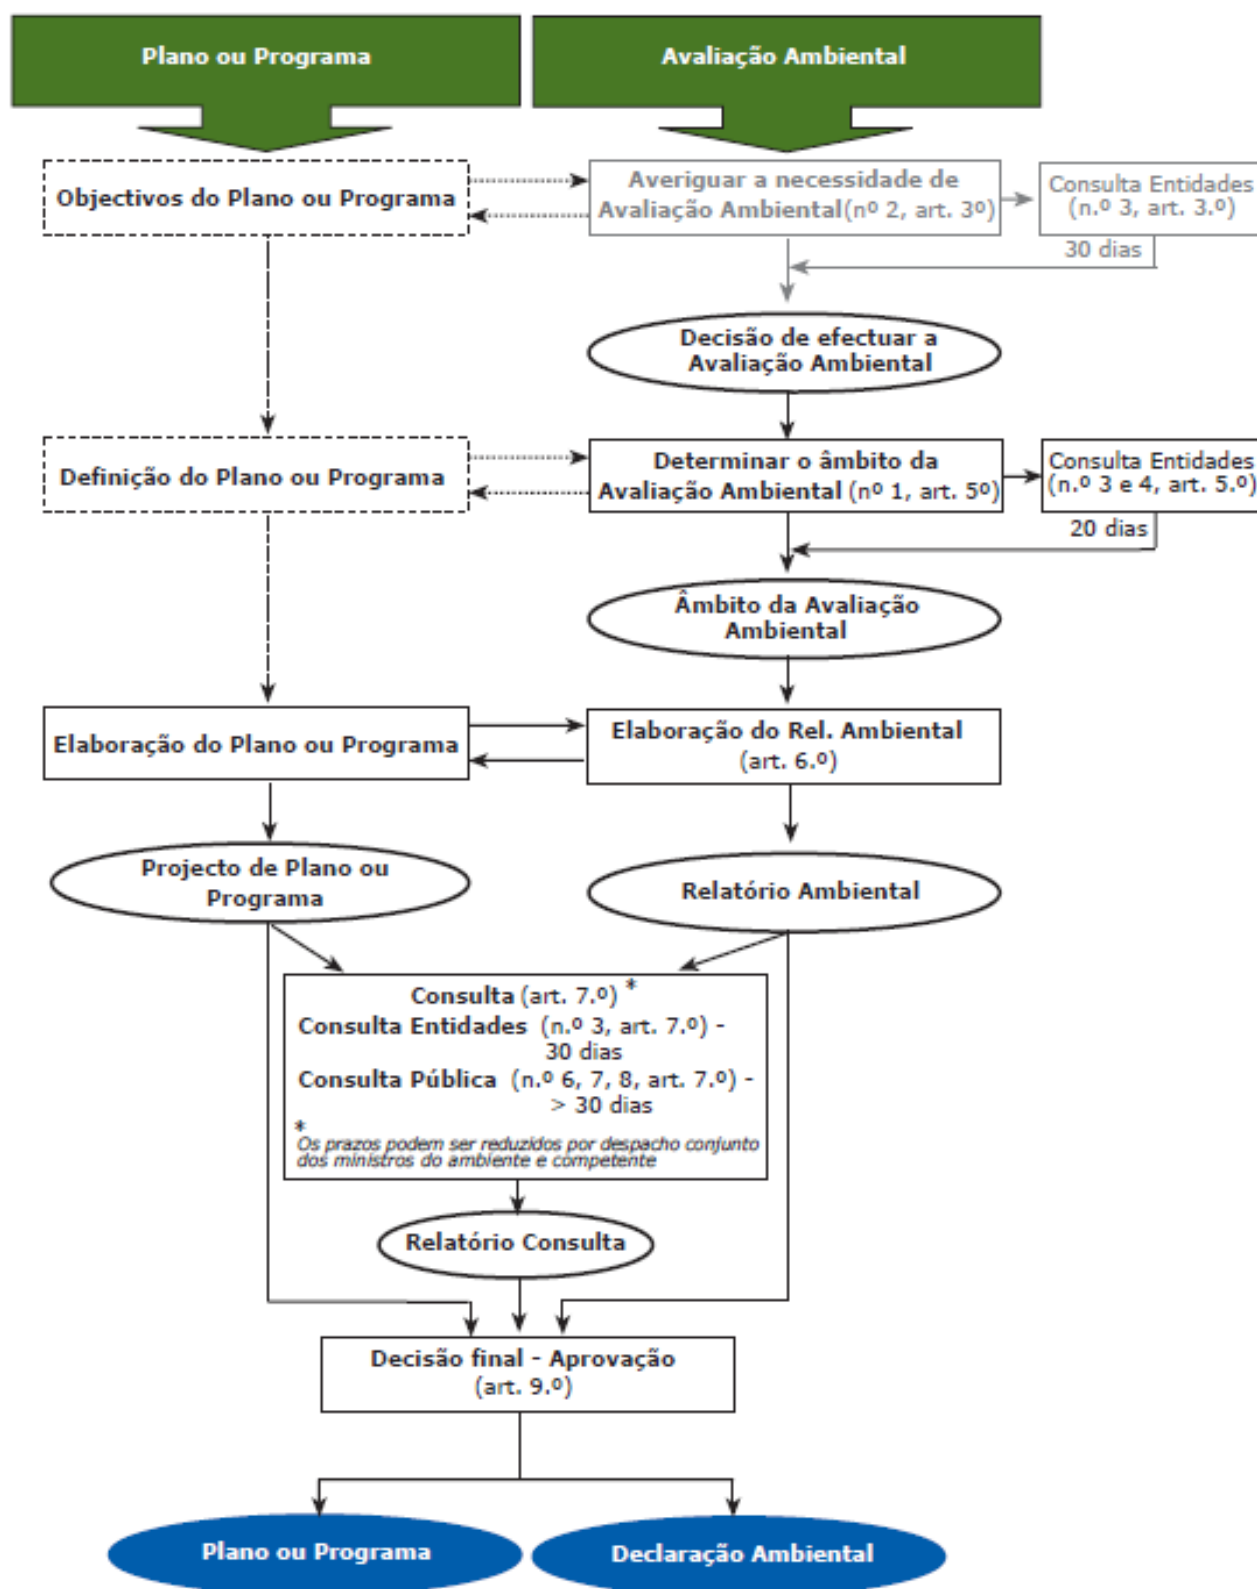 Plano ou Programa
Avaliação Ambiental
Objectivos do Plano ou Programa
Averiguar a necessidade de
Avaliação Ambiental (nº 2, art. 3º)
Consulta Entidades
(n.º 3, art. 3.º)
30 dias
Decisão de efectuar a
Avaliação Ambiental
Definição do Plano ou Programa
Determinar o âmbito da
Avaliação Ambiental (nº 1, art. 5º)
Consulta Entidades
(n.º 3 e 4, art. 5.º)
20 dias
Âmbito da Avaliação
Ambiental
Elaboração do Plano ou Programa
Elaboração do Rel. Ambiental
(art. 6.º)
Projecto de Plano ou
Programa
Relatório Ambiental
Consulta (art. 7.º) *
Consulta Entidades (n.º 3, art. 7.º) -
30 dias
Consulta Pública (n.º 6, 7, 8, art. 7.º) -
> 30 dias
*
Os prazos podem ser reduzidos por despacho conjunto
dos ministros do ambiente e competente
Relatório Consulta
Decisão final - Aprovação
(art. 9.º)
Plano ou Programa
Declaração Ambiental